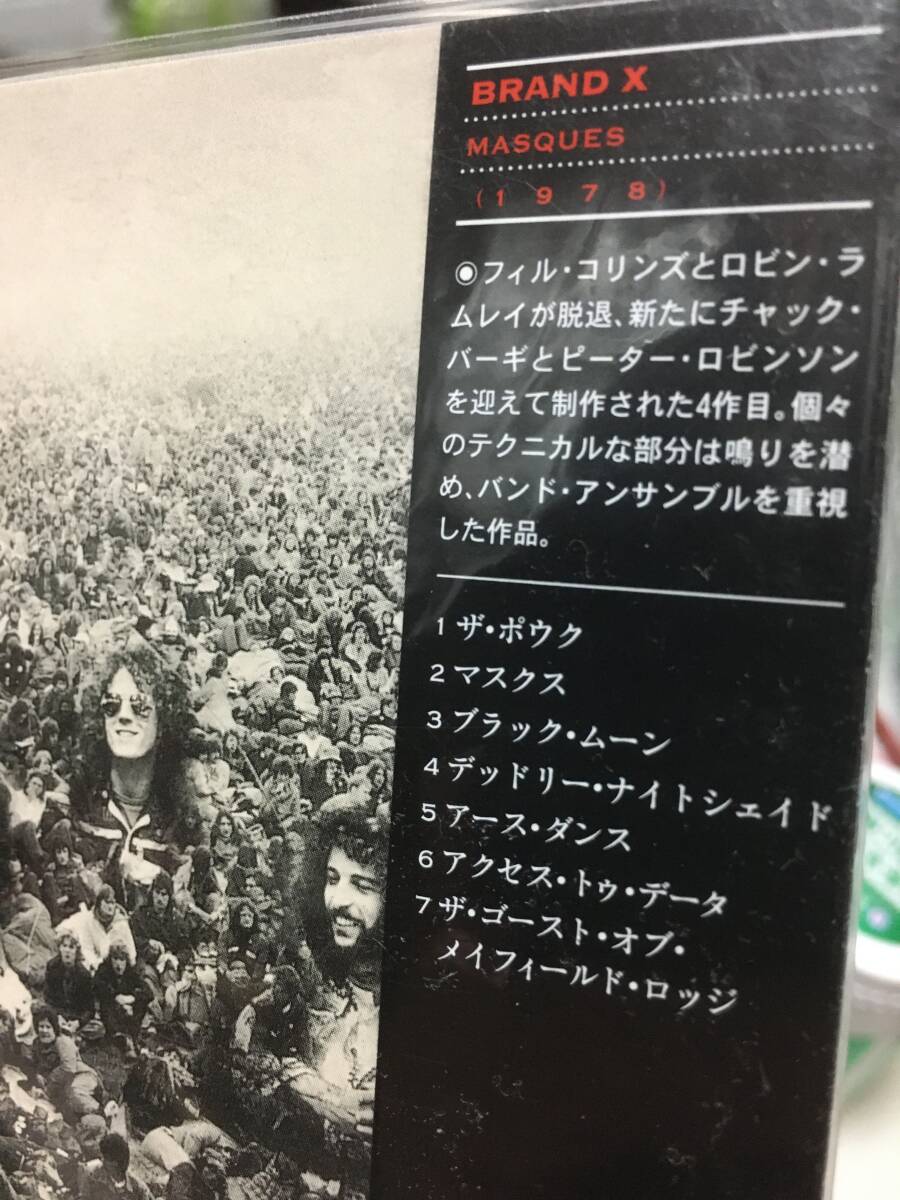 BRAND X
MASQUES
(1978)
◉フィル・コリンズとロビン・ラ
ムレイが脱退、新たにチャック・
バーギとピーター・ロビンソン
を迎えて制作された4作目。個々
のテクニカルな部分は鳴りを潜
め、バンド・アンサンブルを重視
した作品。
1 ザ・ポウク
2 マスクス
3 ブラック・ムーン
4 デッドリー・ナイトシェイド
5 アース・ダンス
6 アクセス・トゥ・データ
7 ザ・ゴースト・オブ・
メイフィールド・ロッジ